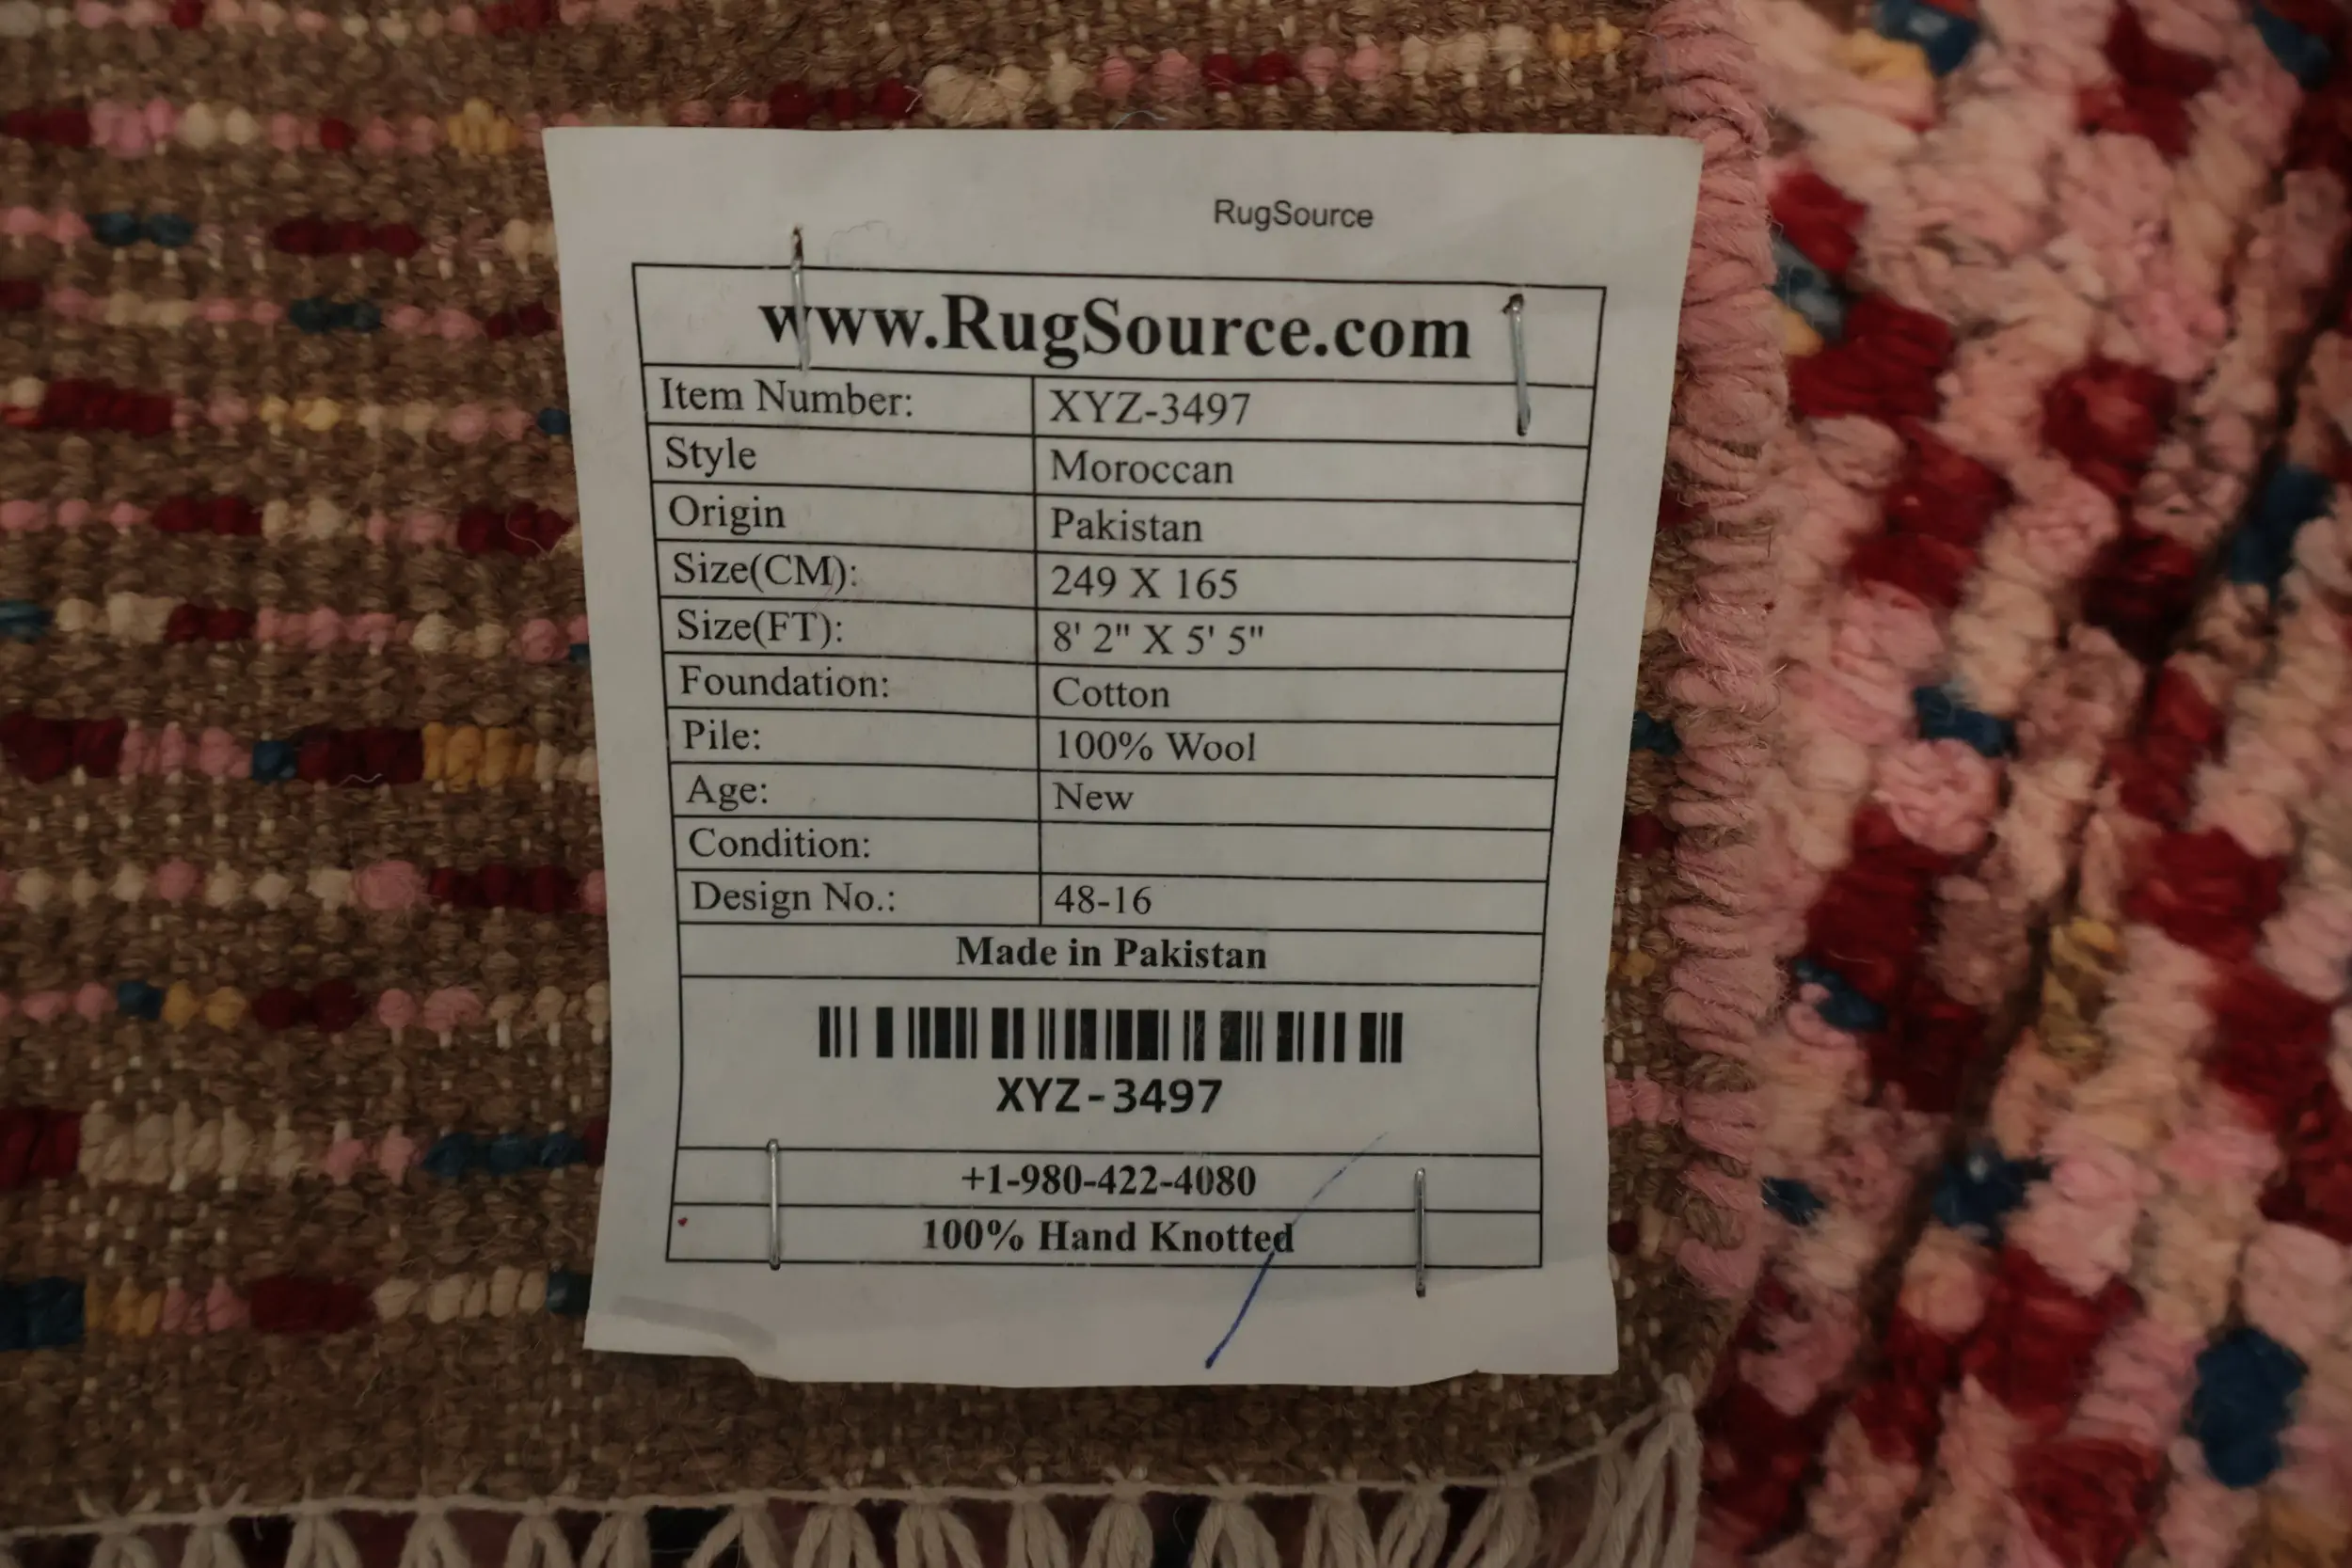 RugSource
www.RugSource.com
Item Number: XYZ-3497
Style Moroccan
Origin Pakistan
Size(CM): 249 X 165
Size(FT): 8' 2" X 5' 5"
Foundation: Cotton
Pile: 100% Wool
Age: New
Condition:
Design No.: 48-16
Made in Pakistan
XYZ-3497
+1-980-422-4080
100% Hand Knotted